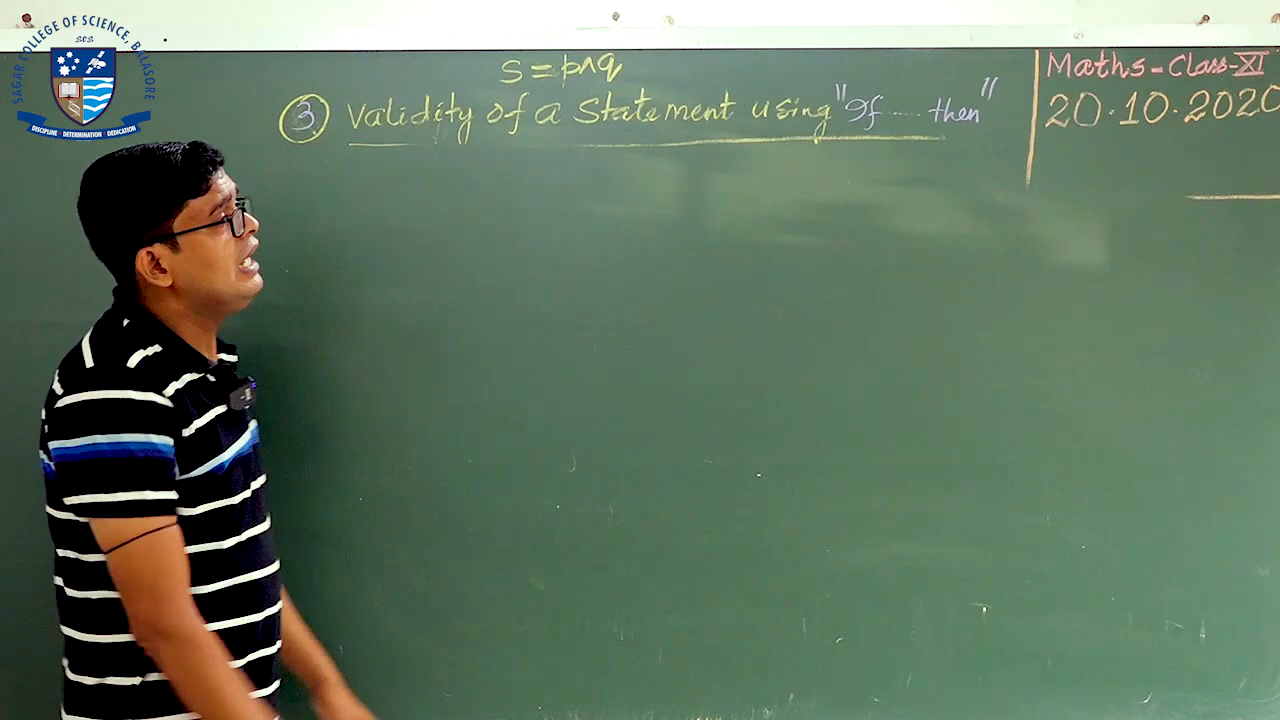 SAGAR COLLEGE OF SCIENCE, BALASORE
scs
DISCIPLINE • DETERMINATION • DEDICATION
s = p∧q
③ Validity of a statement using "If .... then"
Maths - Class-XI
20.10.2020